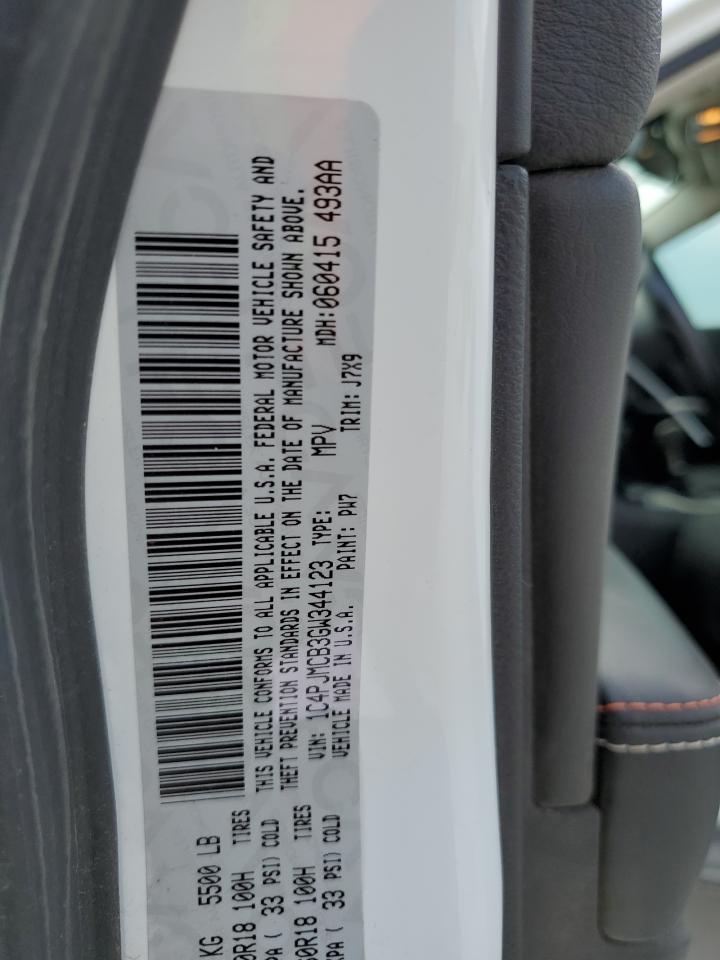 KG 5500 LB
0R18 100H TIRES
PA ( 33 PSI) COLD
60R18 100H TIRES
KPA ( 33 PSI) COLD
THIS VEHICLE CONFORMS TO ALL APPLICABLE U.S.A. FEDERAL MOTOR VEHICLE SAFETY AND
THEFT PREVENTION STANDARDS IN EFFECT ON THE DATE OF MANUFACTURE SHOWN ABOVE.
VIN: 1C4PJMCB3GW344123 TYPE: MPV MDH:060415 493AA
VEHICLE MADE IN U.S.A. PAINT: PW7 TRIM: J7X9